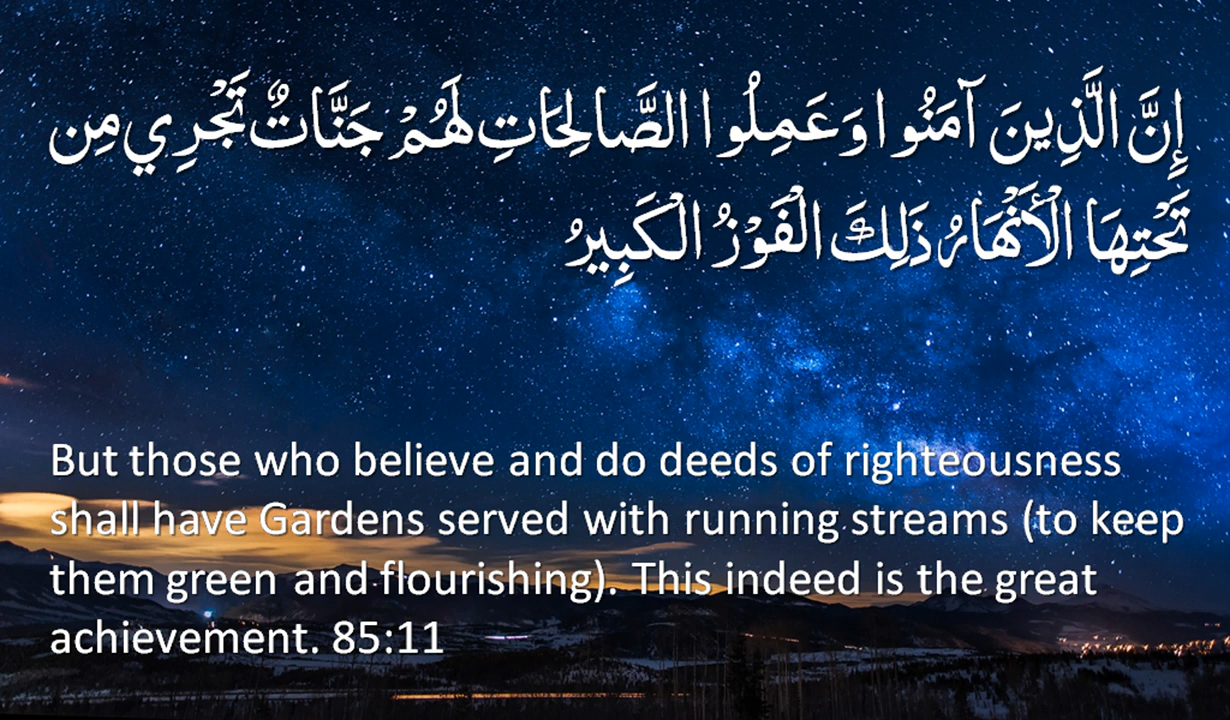 إِنَّ الَّذِينَ آمَنُوا وَعَمِلُوا الصَّالِحَاتِ لَهُمْ جَنَّاتٌ تَجْرِي مِن
تَحْتِهَا الْأَنْهَارُ ذَلِكَ الْفَوْزُ الْكَبِيرُ
But those who believe and do deeds of righteousness
shall have Gardens served with running streams (to keep
them green and flourishing). This indeed is the great
achievement. 85:11